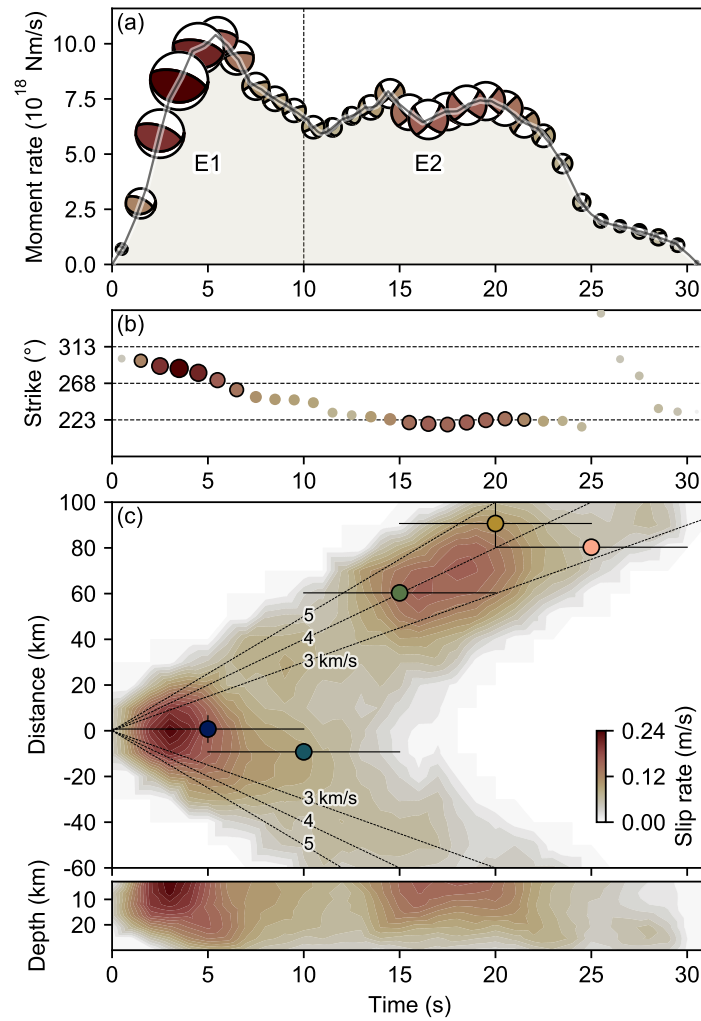 (a)
Moment rate (10¹⁸ Nm/s)
10.0
7.5
5.0
2.5
0.0
E1
E2
0 5 10 15 20 25 30
(b)
Strike (°)
313
268
223
0 5 10 15 20 25 30
(c)
Distance (km)
100
80
60
40
20
0
-20
-40
-60
5
4
3 km/s
3 km/s
4
5
0.24
0.12
0.00
Slip rate (m/s)
Depth (km)
10
20
0 5 10 15 20 25 30
Time (s)